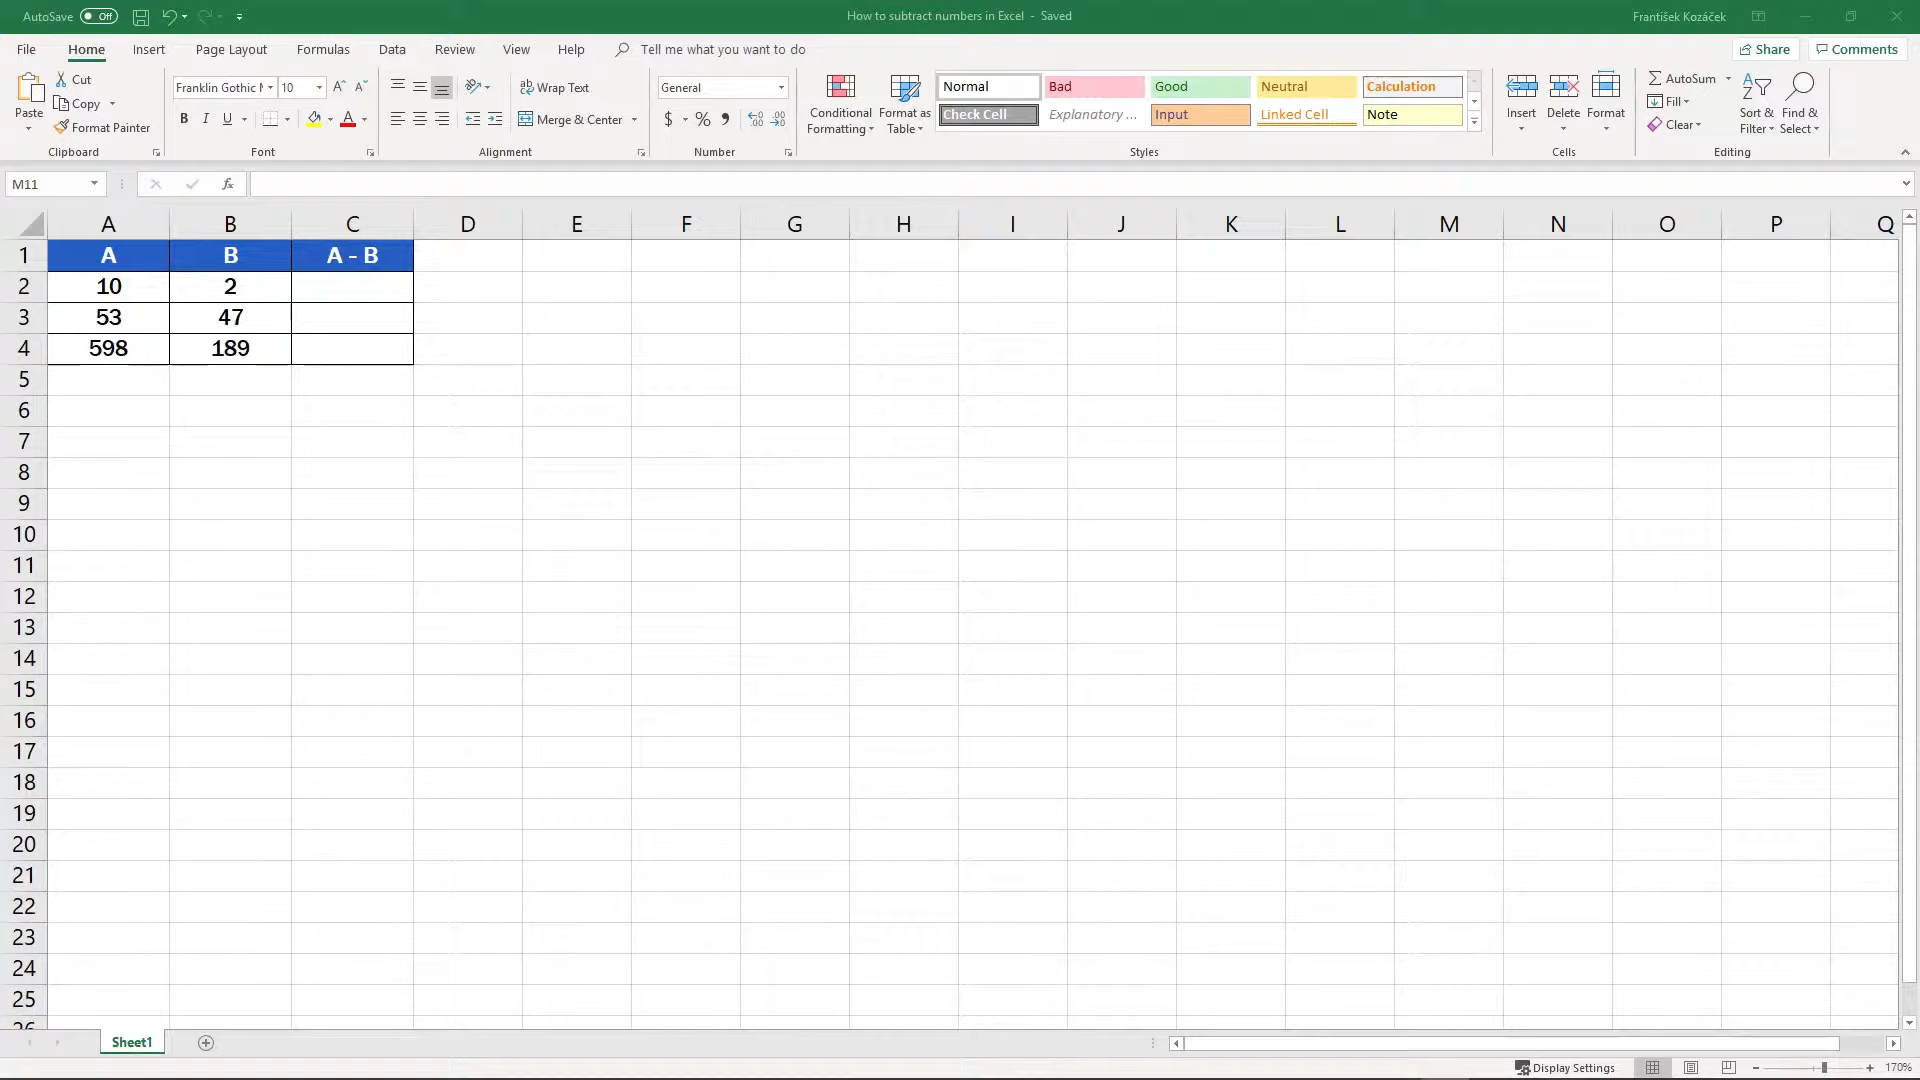 AutoSave Off How to subtract numbers in Excel - Saved František Kozáček
File Home Insert Page Layout Formulas Data Review View Help Tell me what you want to do Share Comments
Paste Cut Copy Format Painter Clipboard
Franklin Gothic M 10 B I U A Font
Wrap Text Merge & Center Alignment
General $ % Number
Conditional Formatting Format as Table
Normal Bad Good Neutral Calculation
Check Cell Explanatory ... Input Linked Cell Note
Styles
Insert Delete Format Cells
AutoSum Fill Clear Sort & Filter Find & Select Editing
M11 fx
A B C D E F G H I J K L M N O P Q
1 A B A - B
2 10 2
3 53 47
4 598 189
5
6
7
8
9
10
11
12
13
14
15
16
17
18
19
20
21
22
23
24
25
26
Sheet1
Display Settings 170%